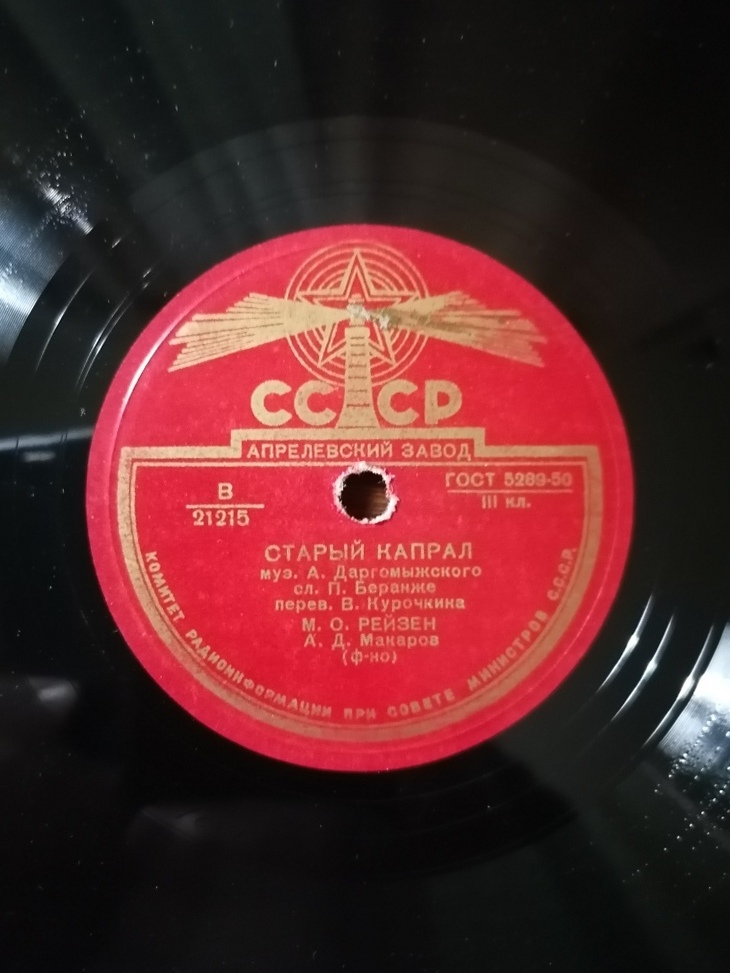 СССР
АПРЕЛЕВСКИЙ ЗАВОД
В
21215
ГОСТ 5289-50
III кл.
СТАРЫЙ КАПРАЛ
муз. А. Даргомыжского
сл. П. Беранже
перев. В. Курочкина
М. О. РЕЙЗЕН
А. Д. Макаров
(ф-но)
КОМИТЕТ РАДИОИНФОРМАЦИИ ПРИ СОВЕТЕ МИНИСТРОВ С.С.С.Р.